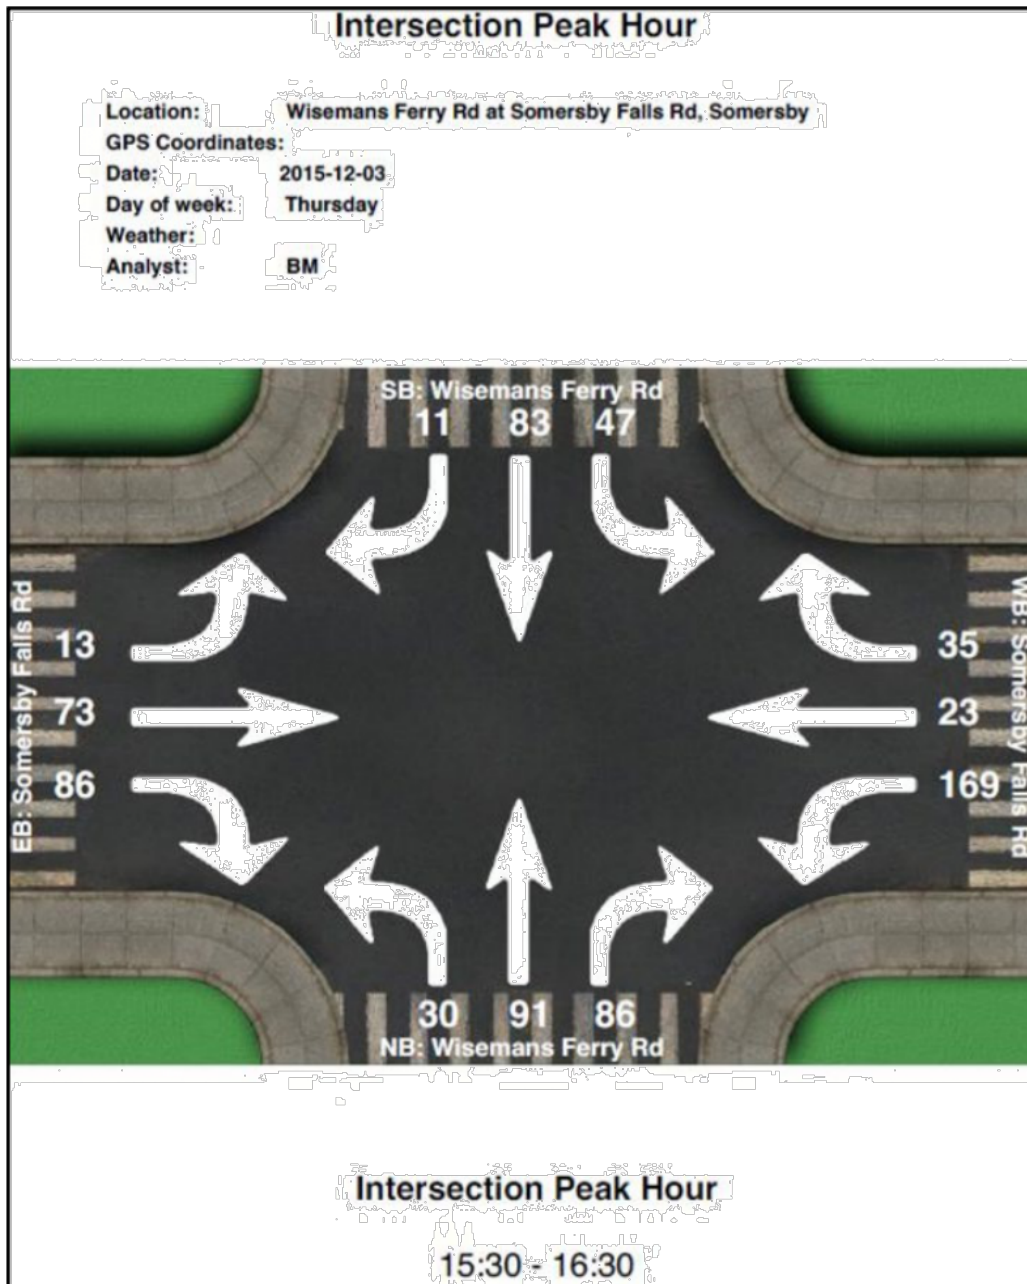 Intersection Peak Hour
Location: Wisemans Ferry Rd at Somersby Falls Rd, Somersby
GPS Coordinates:
Date: 2015-12-03
Day of week: Thursday
Weather:
Analyst: BM
SB: Wisemans Ferry Rd
11 83 47
EB: Somersby Falls Rd
13
73
86
35
23
169
WB: Somersby Falls Rd
30 91 86
NB: Wisemans Ferry Rd
Intersection Peak Hour
15:30 - 16:30